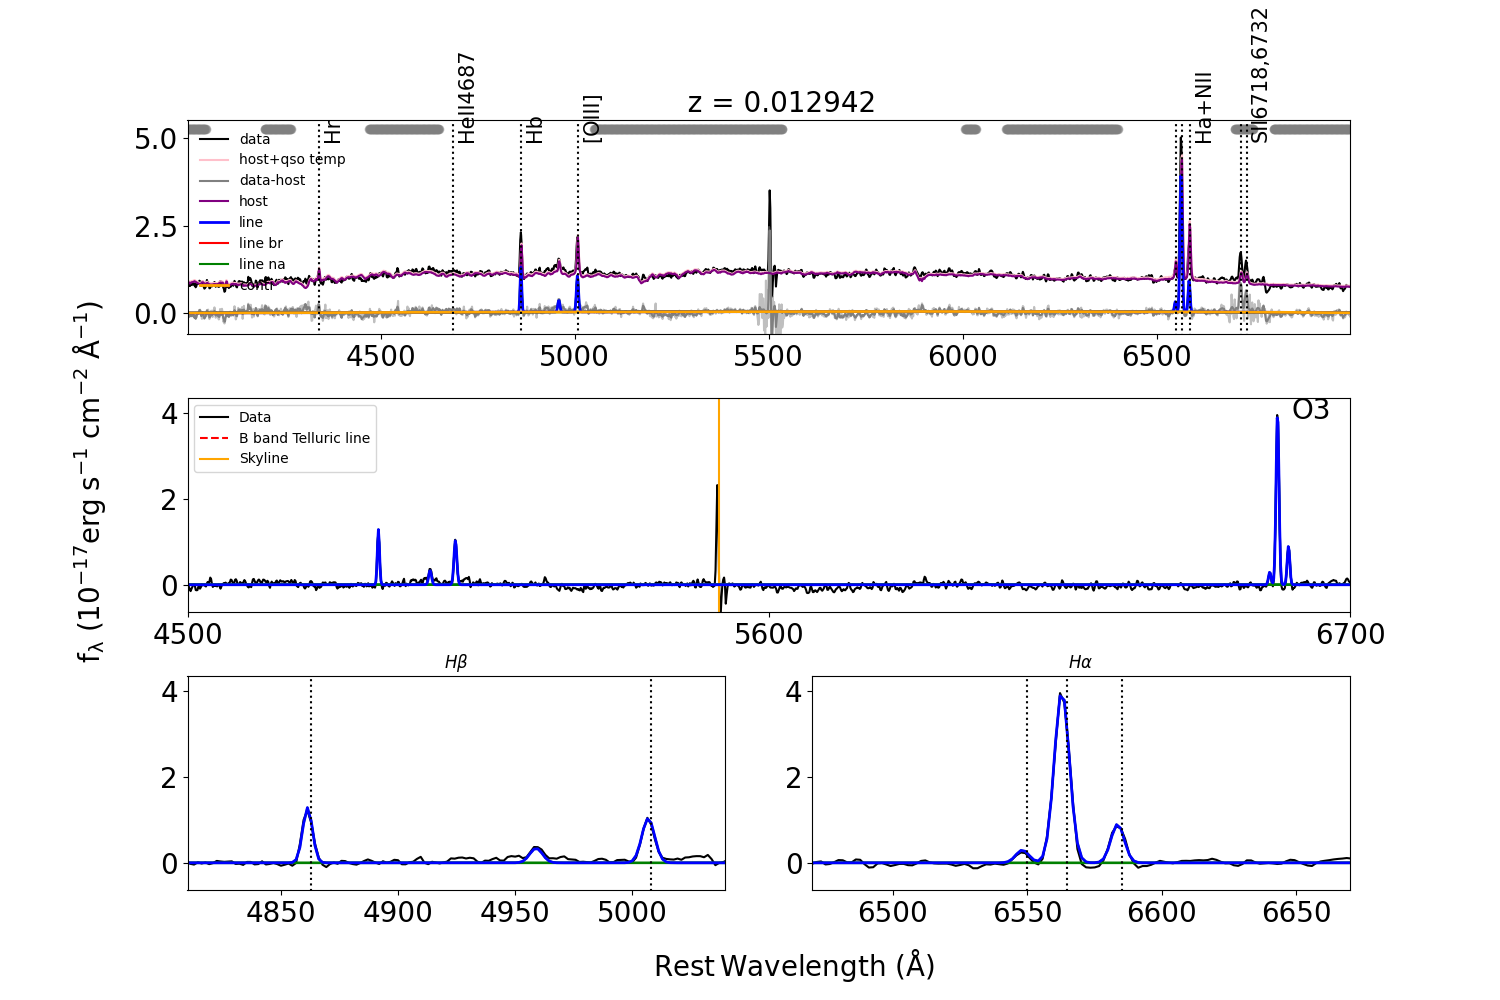 z = 0.012942
Hr
HeII4687
Hb
[OIII]
Ha+NII
SII6718,6732
5.0
2.5
0.0
data
host+qso temp
data-host
host
line
line br
line na
conti
4500
5000
5500
6000
6500
f_λ (10^−17 erg s^−1 cm^−2 Å^−1)
4
2
0
Data
B band Telluric line
Skyline
O3
4500
5600
6700
Hβ
4
2
0
4850
4900
4950
5000
Hα
4
2
0
6500
6550
6600
6650
Rest Wavelength (Å)